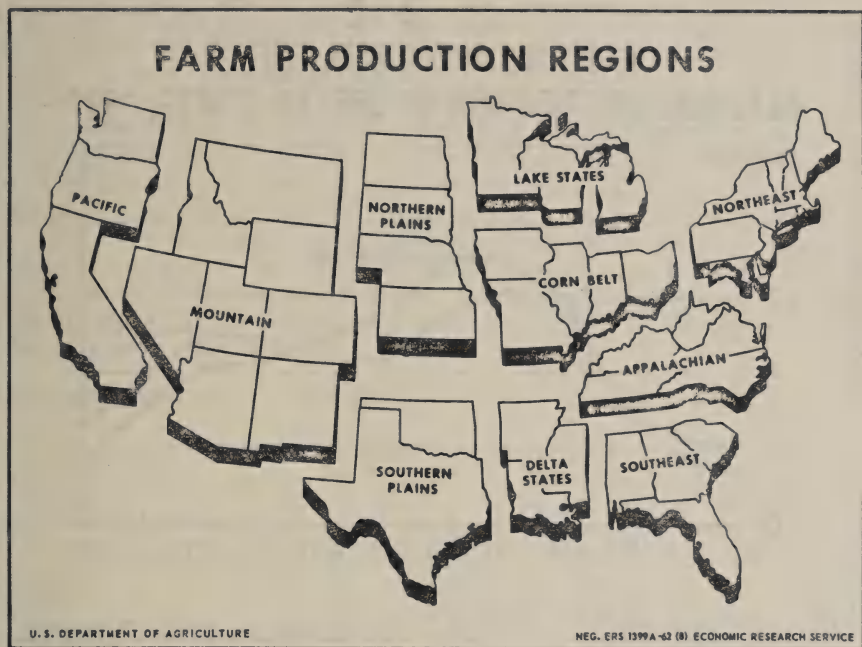 FARM PRODUCTION REGIONS
PACIFIC
MOUNTAIN
NORTHERN
PLAINS
LAKE STATES
CORN BELT
NORTHEAST
APPALACHIAN
SOUTHERN
PLAINS
DELTA
STATES
SOUTHEAST
U. S. DEPARTMENT OF AGRICULTURE
NEG. ERS 1399A-62 (8) ECONOMIC RESEARCH SERVICE